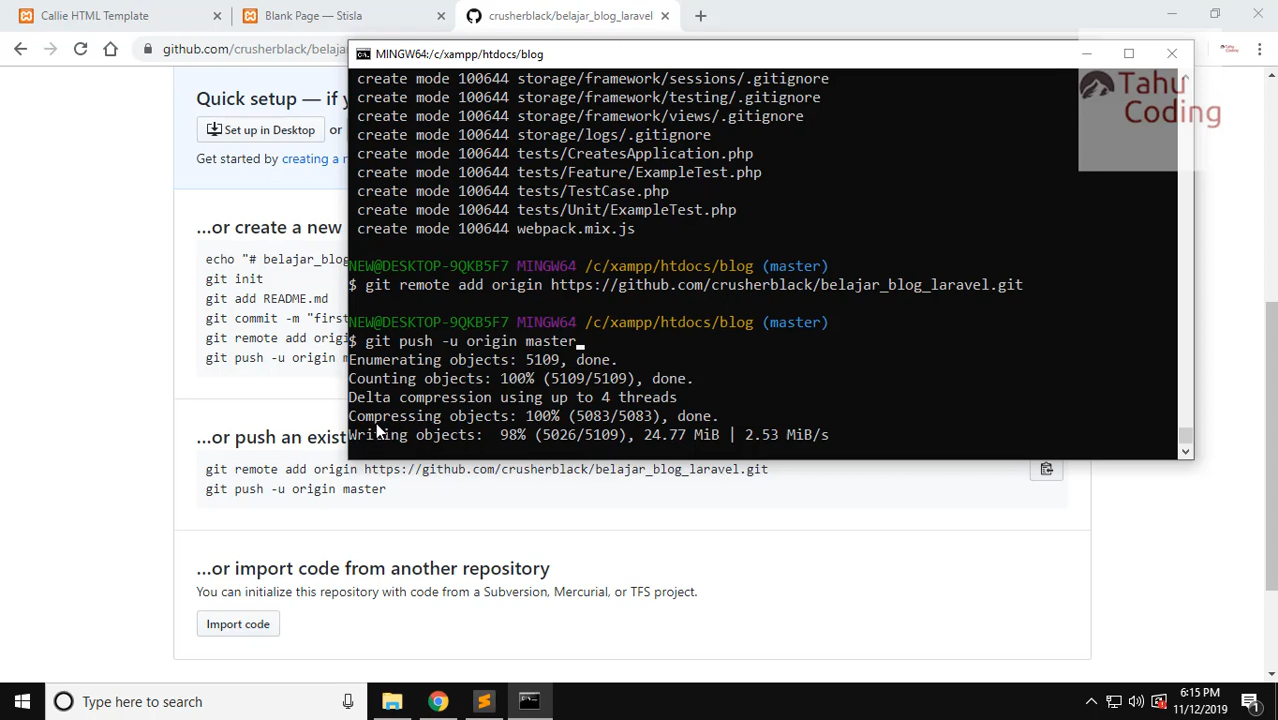 Callie HTML Template
Blank Page — Stisla
crusherblack/belajar_blog_laravel
github.com/crusherblack/belaja
MINGW64:/c/xampp/htdocs/blog
Tahu
Coding
create mode 100644 storage/framework/sessions/.gitignore
create mode 100644 storage/framework/testing/.gitignore
create mode 100644 storage/framework/views/.gitignore
create mode 100644 storage/logs/.gitignore
create mode 100644 tests/CreatesApplication.php
create mode 100644 tests/Feature/ExampleTest.php
create mode 100644 tests/TestCase.php
create mode 100644 tests/Unit/ExampleTest.php
create mode 100644 webpack.mix.js
NEW@DESKTOP-9QKB5F7 MINGW64 /c/xampp/htdocs/blog (master)
$ git remote add origin https://github.com/crusherblack/belajar_blog_laravel.git
NEW@DESKTOP-9QKB5F7 MINGW64 /c/xampp/htdocs/blog (master)
$ git push -u origin master
Enumerating objects: 5109, done.
Counting objects: 100% (5109/5109), done.
Delta compression using up to 4 threads
Compressing objects: 100% (5083/5083), done.
Writing objects: 98% (5026/5109), 24.77 MiB | 2.53 MiB/s
Quick setup — if y
Set up in Desktop or
Get started by creating a n
...or create a new
echo "# belajar_blog
git init
git add README.md
git commit -m "first
git remote add origi
git push -u origin m
...or push an exist
git remote add origin https://github.com/crusherblack/belajar_blog_laravel.git
git push -u origin master
...or import code from another repository
You can initialize this repository with code from a Subversion, Mercurial, or TFS project.
Import code
Type here to search
6:15 PM
11/12/2019
1